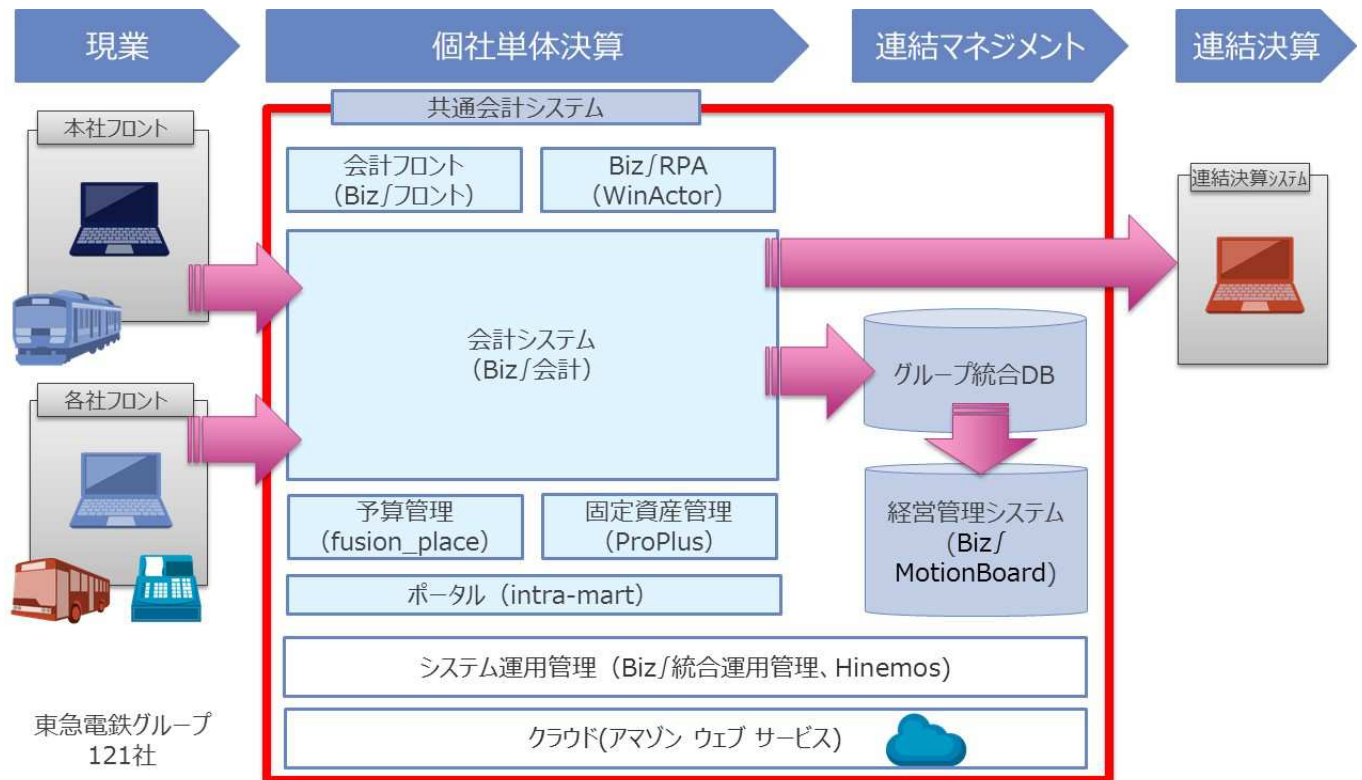 現業
個社単体決算
連結マネジメント
連結決算
共通会計システム
本社フロント
会計フロント
(Biz∫フロント)
Biz∫RPA
(WinActor)
連結決算システム
会計システム
(Biz∫会計)
グループ統合DB
各社フロント
予算管理
(fusion_place)
固定資産管理
(ProPlus)
経営管理システム
(Biz∫
MotionBoard)
ポータル (intra-mart)
システム運用管理 (Biz∫統合運用管理、Hinemos)
クラウド(アマゾン ウェブ サービス)
東急電鉄グループ
121社